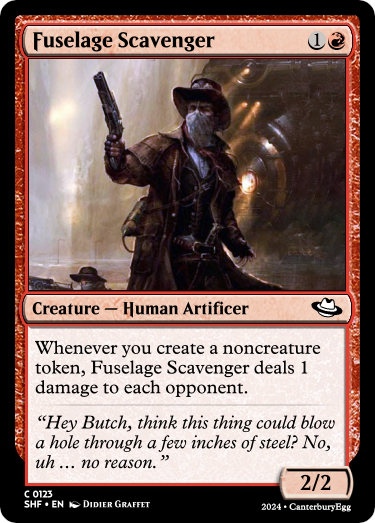 Fuselage Scavenger 1
Creature — Human Artificer
Whenever you create a noncreature
token, Fuselage Scavenger deals 1
damage to each opponent.
“Hey Butch, think this thing could blow
a hole through a few inches of steel? No,
uh … no reason.”
2/2
C 0123
SHF • EN Didier Graffet
2024 • CanterburyEgg